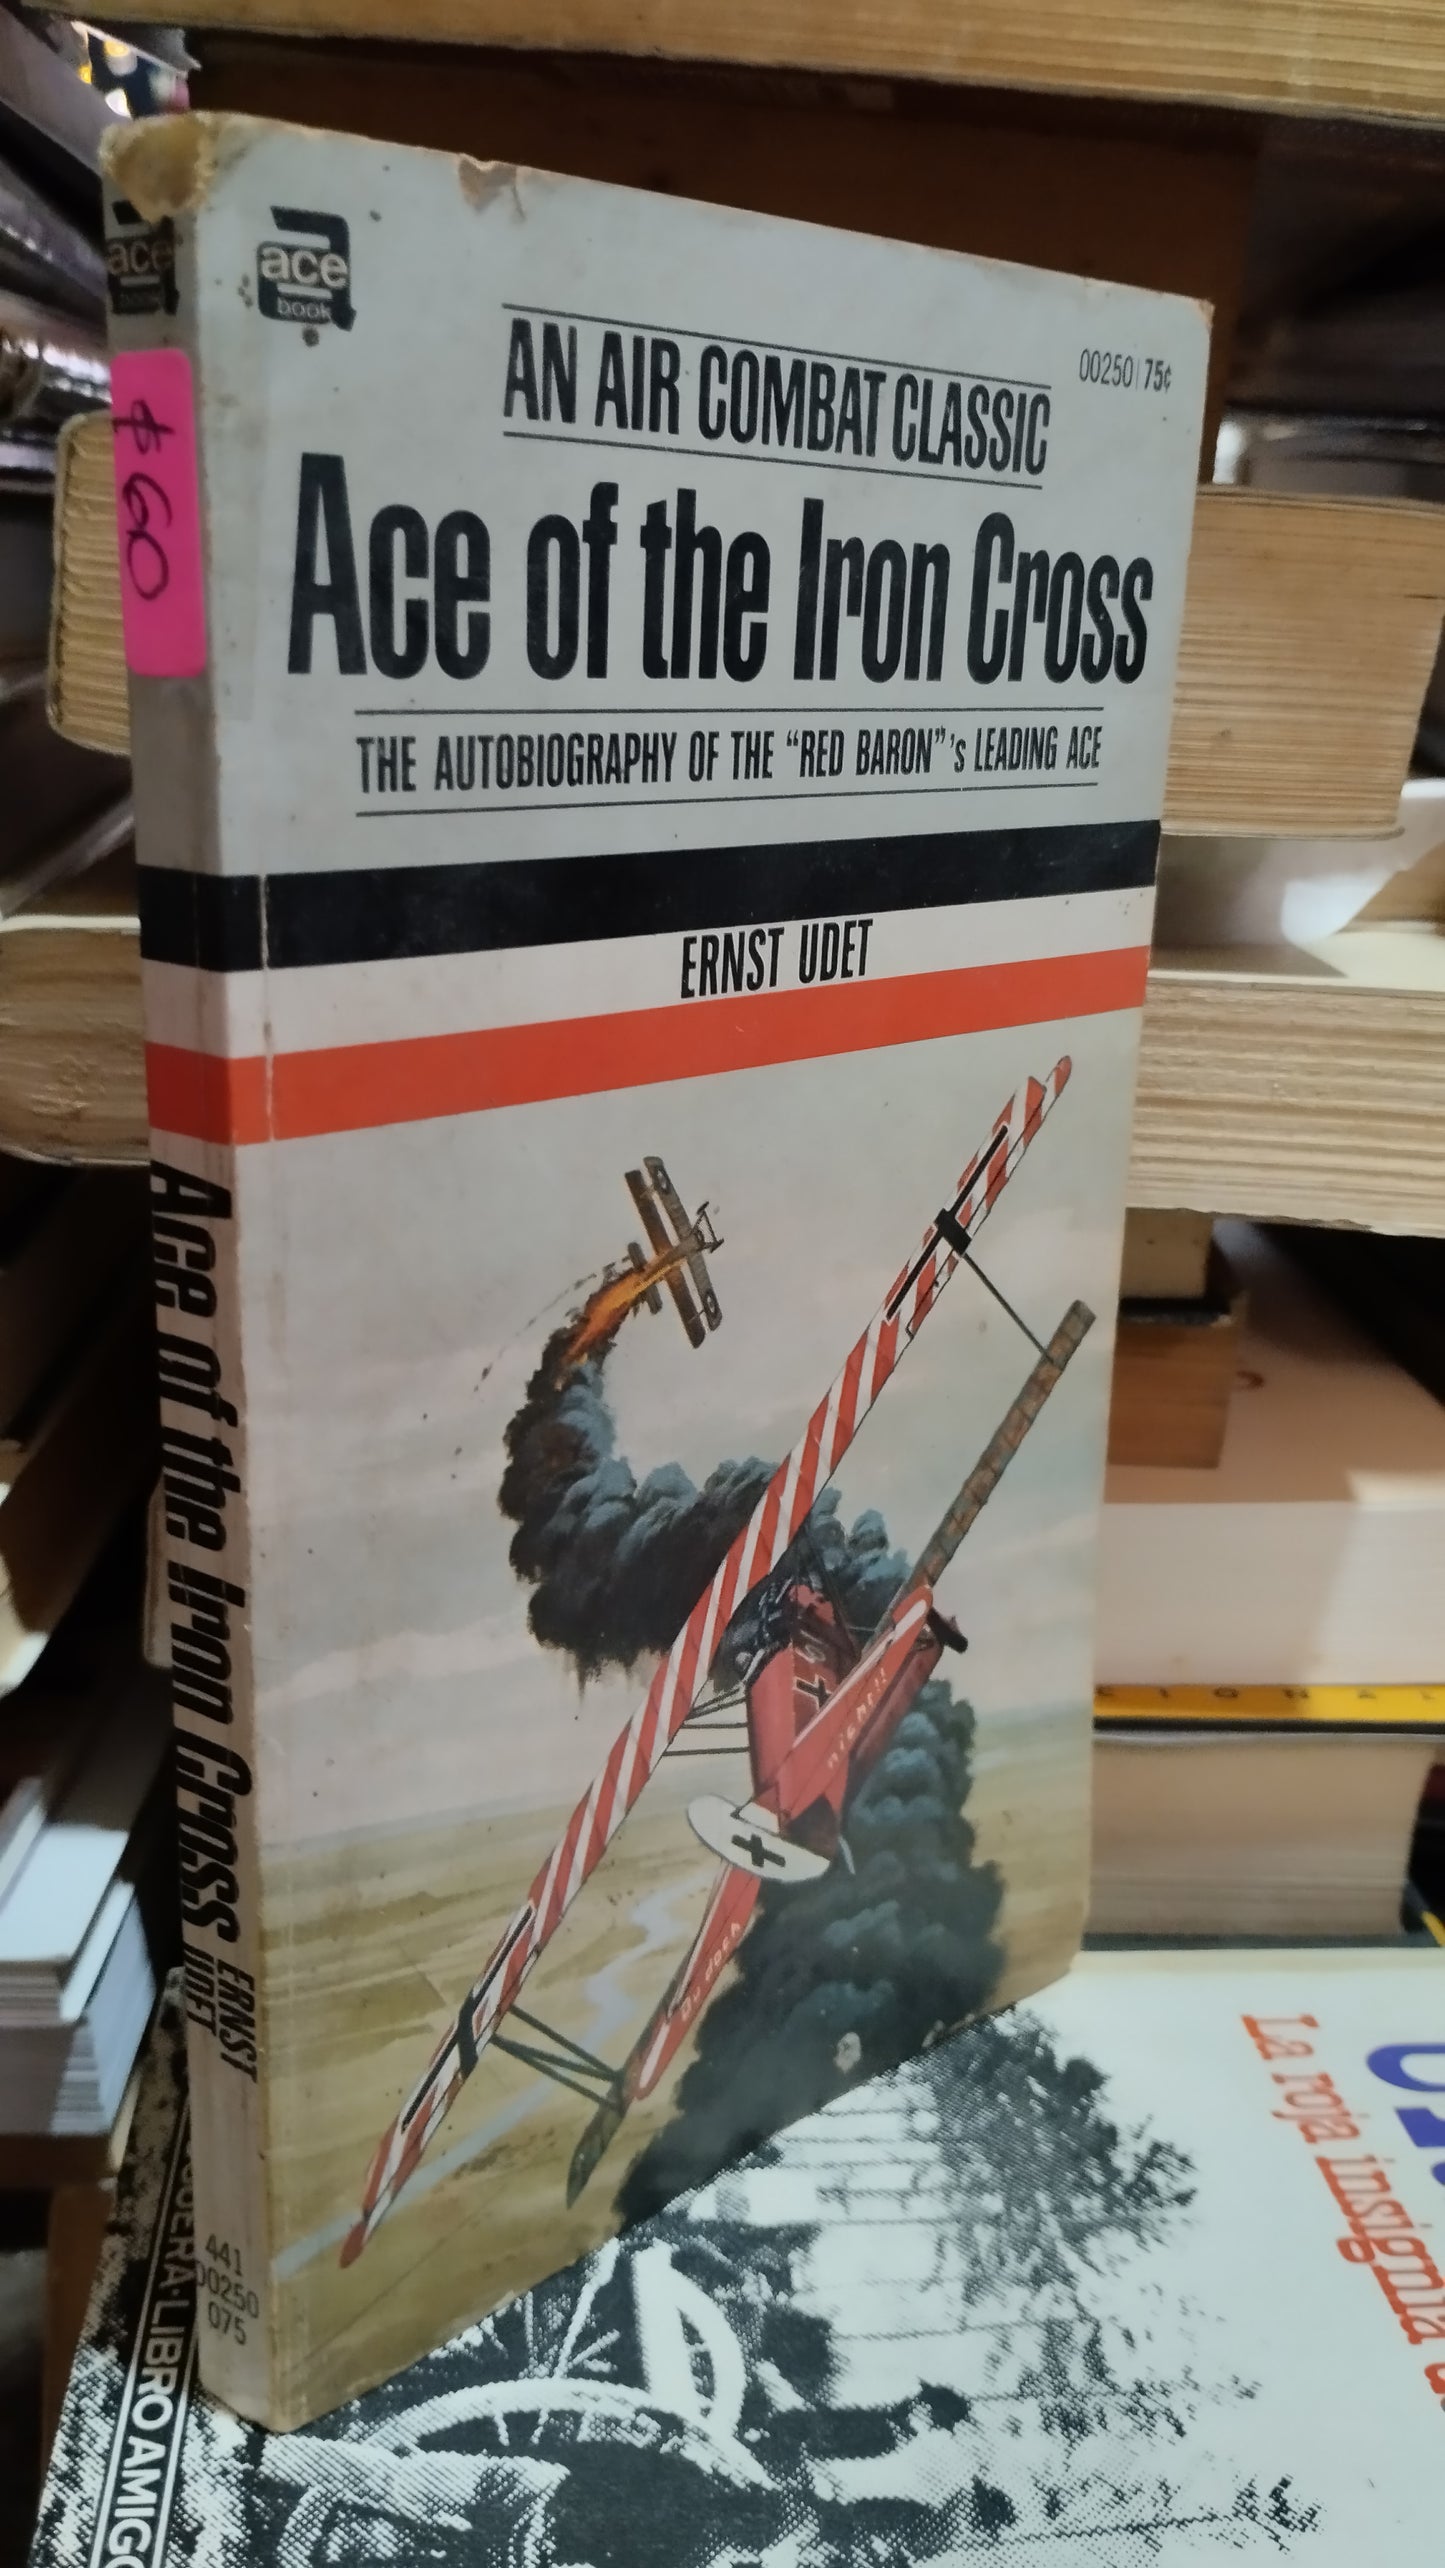 ace
book
AN AIR COMBAT CLASSIC
00250 | 75¢
Ace of the Iron Cross
THE AUTOBIOGRAPHY OF THE “RED BARON”'s LEADING ACE
ERNST UDET
ace
book
$60
Ace of the Iron Cross ERNST
UDET
441
00250
075
LIBRO AMIGO
La roja insignia